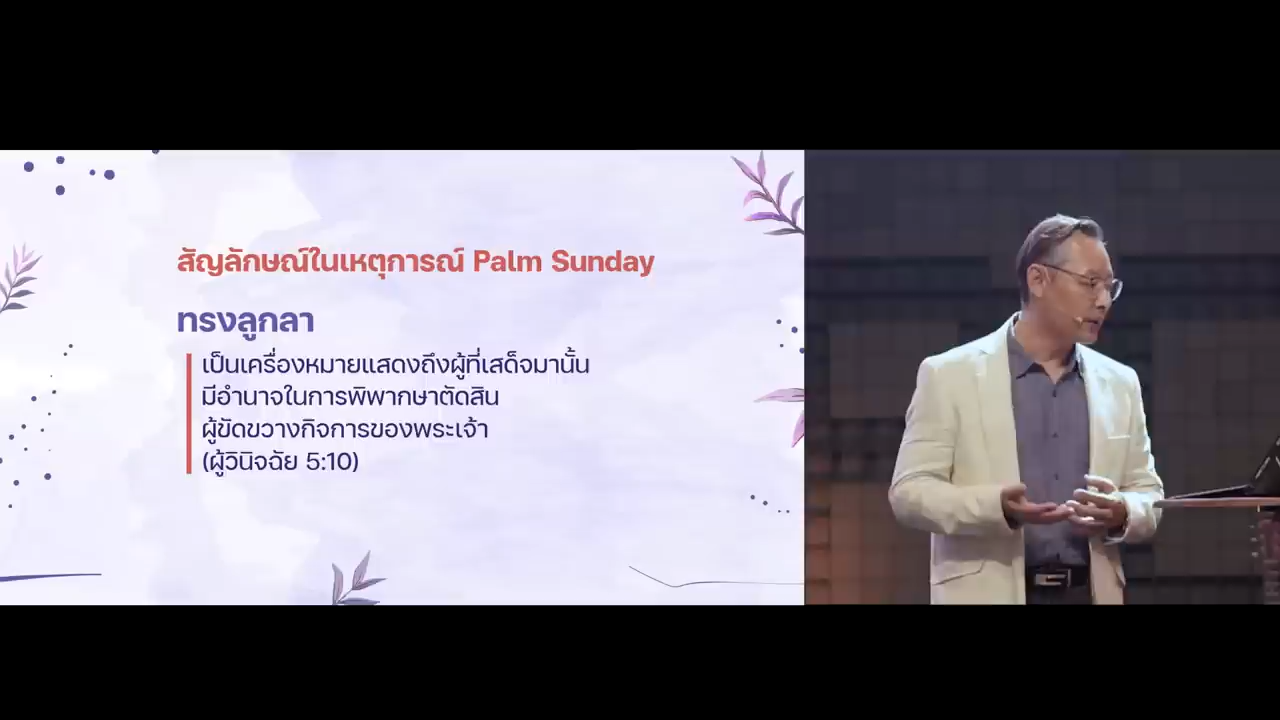 สัญลักษณ์ในเหตุการณ์ Palm Sunday
ทรงลูกลา
เป็นเครื่องหมายแสดงถึงผู้ที่เสด็จมานั้น
มีอำนาจในการพิพากษาตัดสิน
ผู้ขัดขวางกิจการของพระเจ้า
(ผู้วินิจฉัย 5:10)